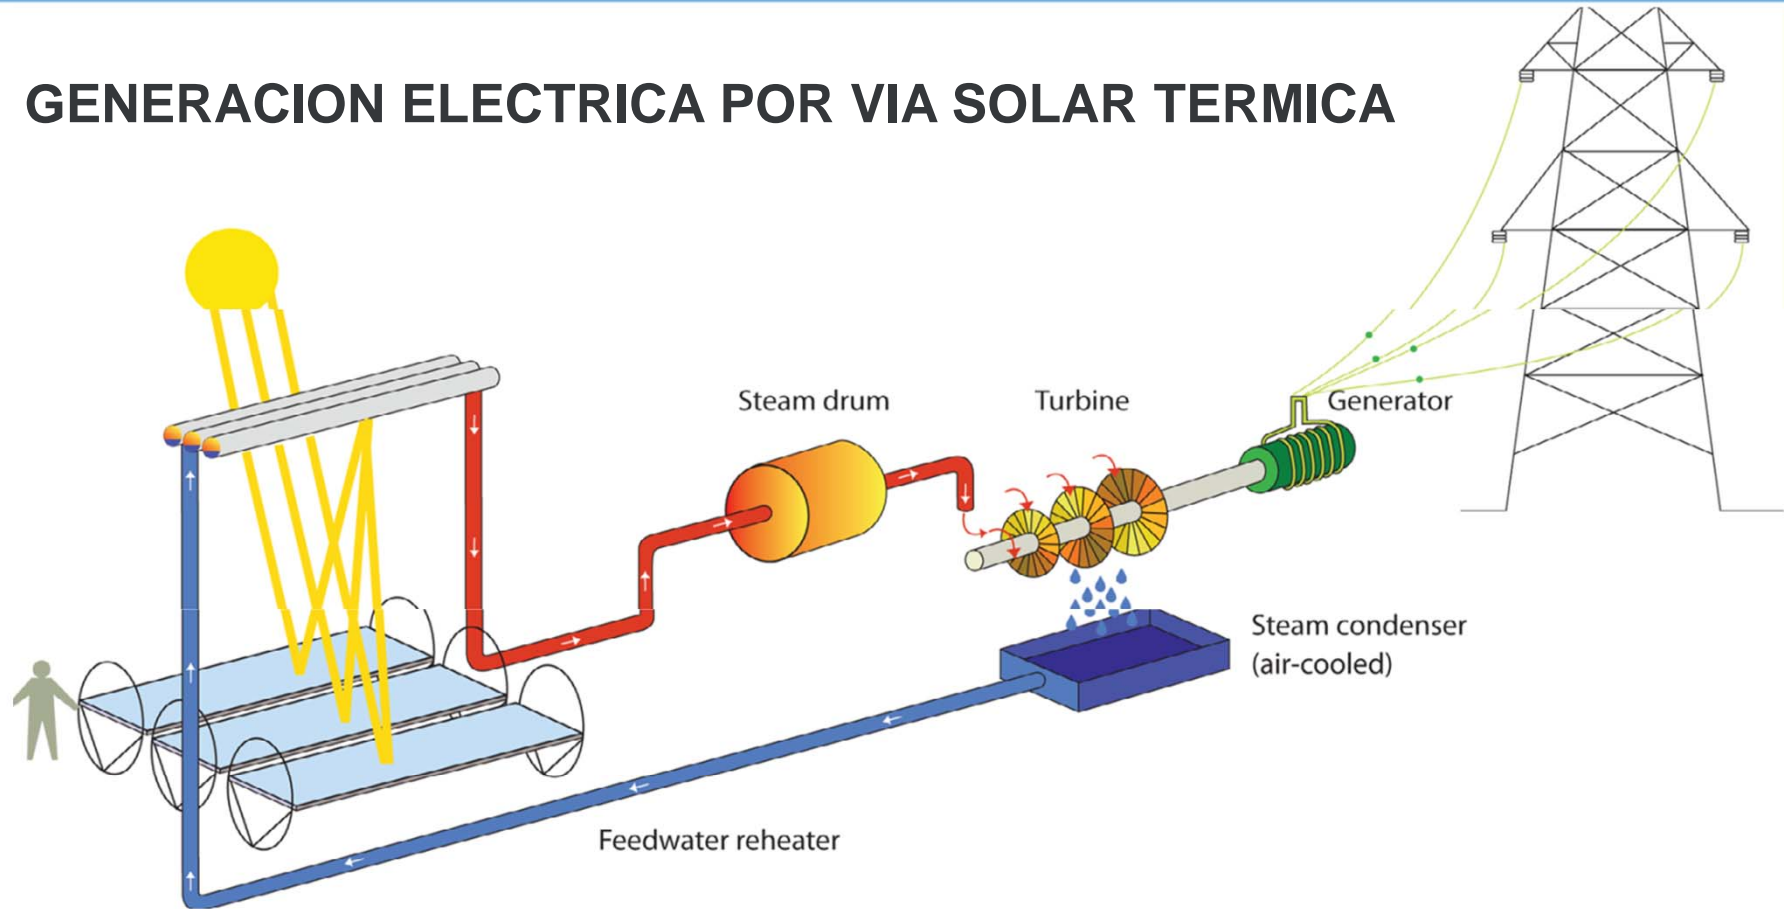 GENERACION ELECTRICA POR VIA SOLAR TERMICA
Steam drum
Turbine
Generator
Steam condenser
(air-cooled)
Feedwater reheater